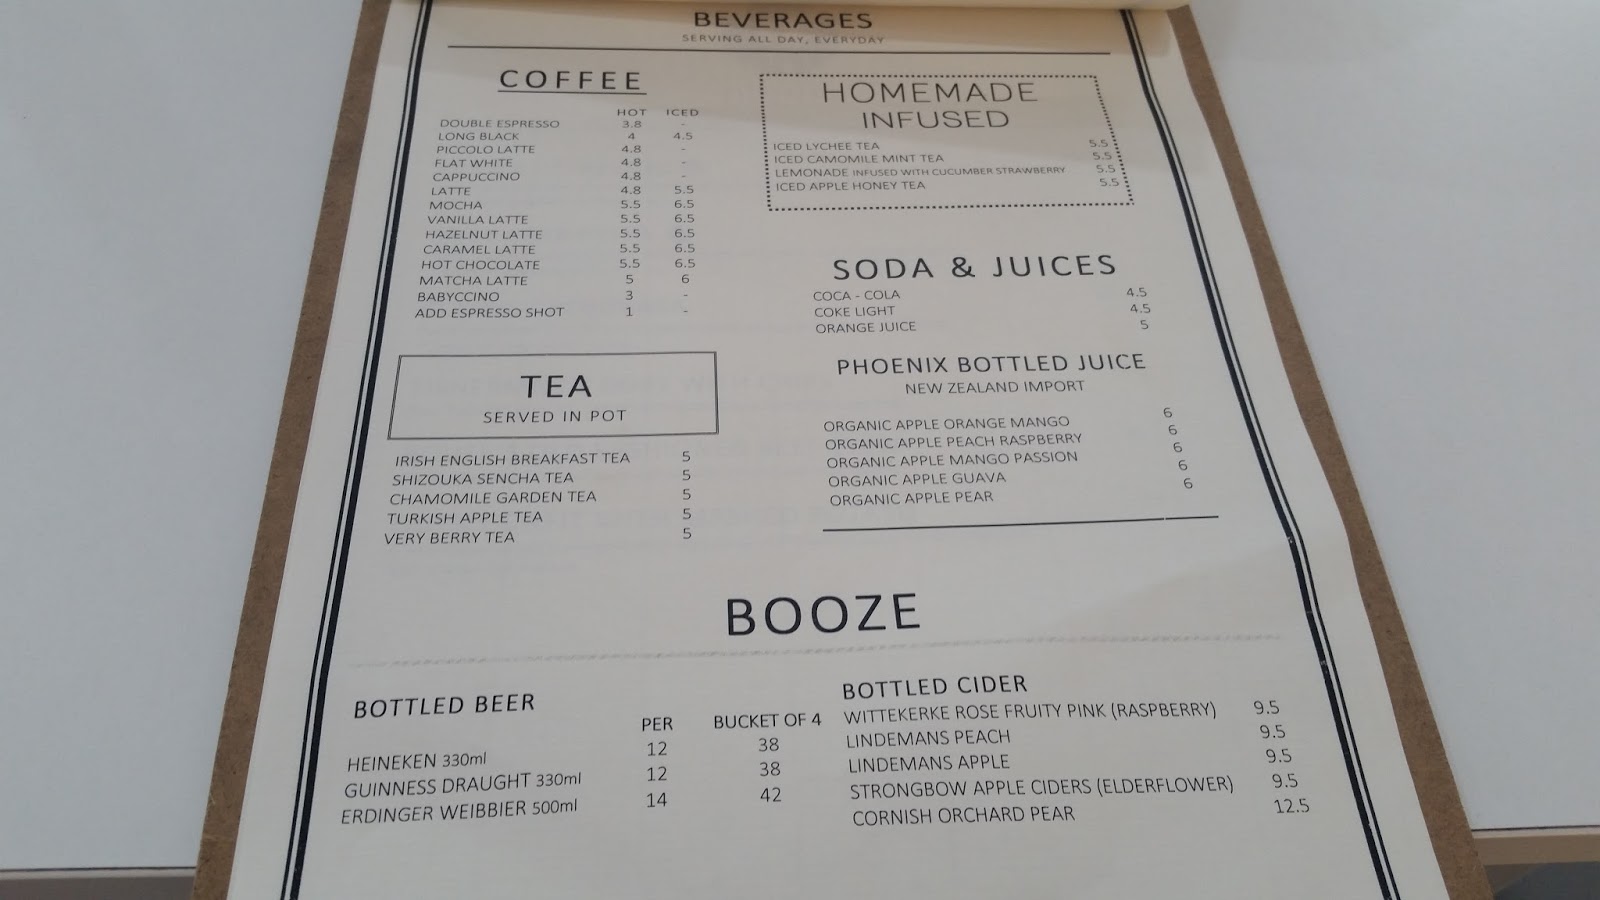 BEVERAGES
SERVING ALL DAY, EVERYDAY
COFFEE
HOT ICED
DOUBLE ESPRESSO 3.8 -
LONG BLACK 4 4.5
PICCOLO LATTE 4.8 -
FLAT WHITE 4.8 -
CAPPUCCINO 4.8 -
LATTE 4.8 5.5
MOCHA 5.5 6.5
VANILLA LATTE 5.5 6.5
HAZELNUT LATTE 5.5 6.5
CARAMEL LATTE 5.5 6.5
HOT CHOCOLATE 5.5 6.5
MATCHA LATTE 5 6
BABYCCINO 3 -
ADD ESPRESSO SHOT 1 -
TEA
SERVED IN POT
IRISH ENGLISH BREAKFAST TEA 5
SHIZOUKA SENCHA TEA 5
CHAMOMILE GARDEN TEA 5
TURKISH APPLE TEA 5
VERY BERRY TEA 5
HOMEMADE
INFUSED
ICED LYCHEE TEA 5.5
ICED CAMOMILE MINT TEA 5.5
LEMONADE INFUSED WITH CUCUMBER STRAWBERRY 5.5
ICED APPLE HONEY TEA 5.5
SODA & JUICES
COCA - COLA 4.5
COKE LIGHT 4.5
ORANGE JUICE 5
PHOENIX BOTTLED JUICE
NEW ZEALAND IMPORT
ORGANIC APPLE ORANGE MANGO 6
ORGANIC APPLE PEACH RASPBERRY 6
ORGANIC APPLE MANGO PASSION 6
ORGANIC APPLE GUAVA 6
ORGANIC APPLE PEAR 6
BOOZE
BOTTLED BEER
PER BUCKET OF 4
HEINEKEN 330ml 12 38
GUINNESS DRAUGHT 330ml 12 38
ERDINGER WEIBBIER 500ml 14 42
BOTTLED CIDER
WITTEKERKE ROSE FRUITY PINK (RASPBERRY) 9.5
LINDEMANS PEACH 9.5
LINDEMANS APPLE 9.5
STRONGBOW APPLE CIDERS (ELDERFLOWER) 9.5
CORNISH ORCHARD PEAR 12.5